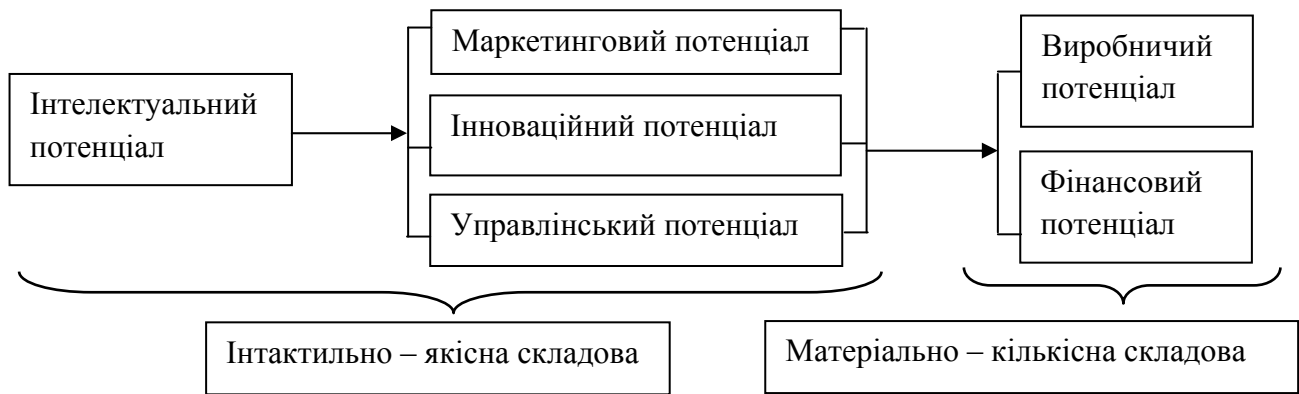 Інтелектуальний
потенціал
Маркетинговий потенціал
Інноваційний потенціал
Управлінський потенціал
Виробничий
потенціал
Фінансовий
потенціал
Інтактильно – якісна складова
Матеріально – кількісна складова